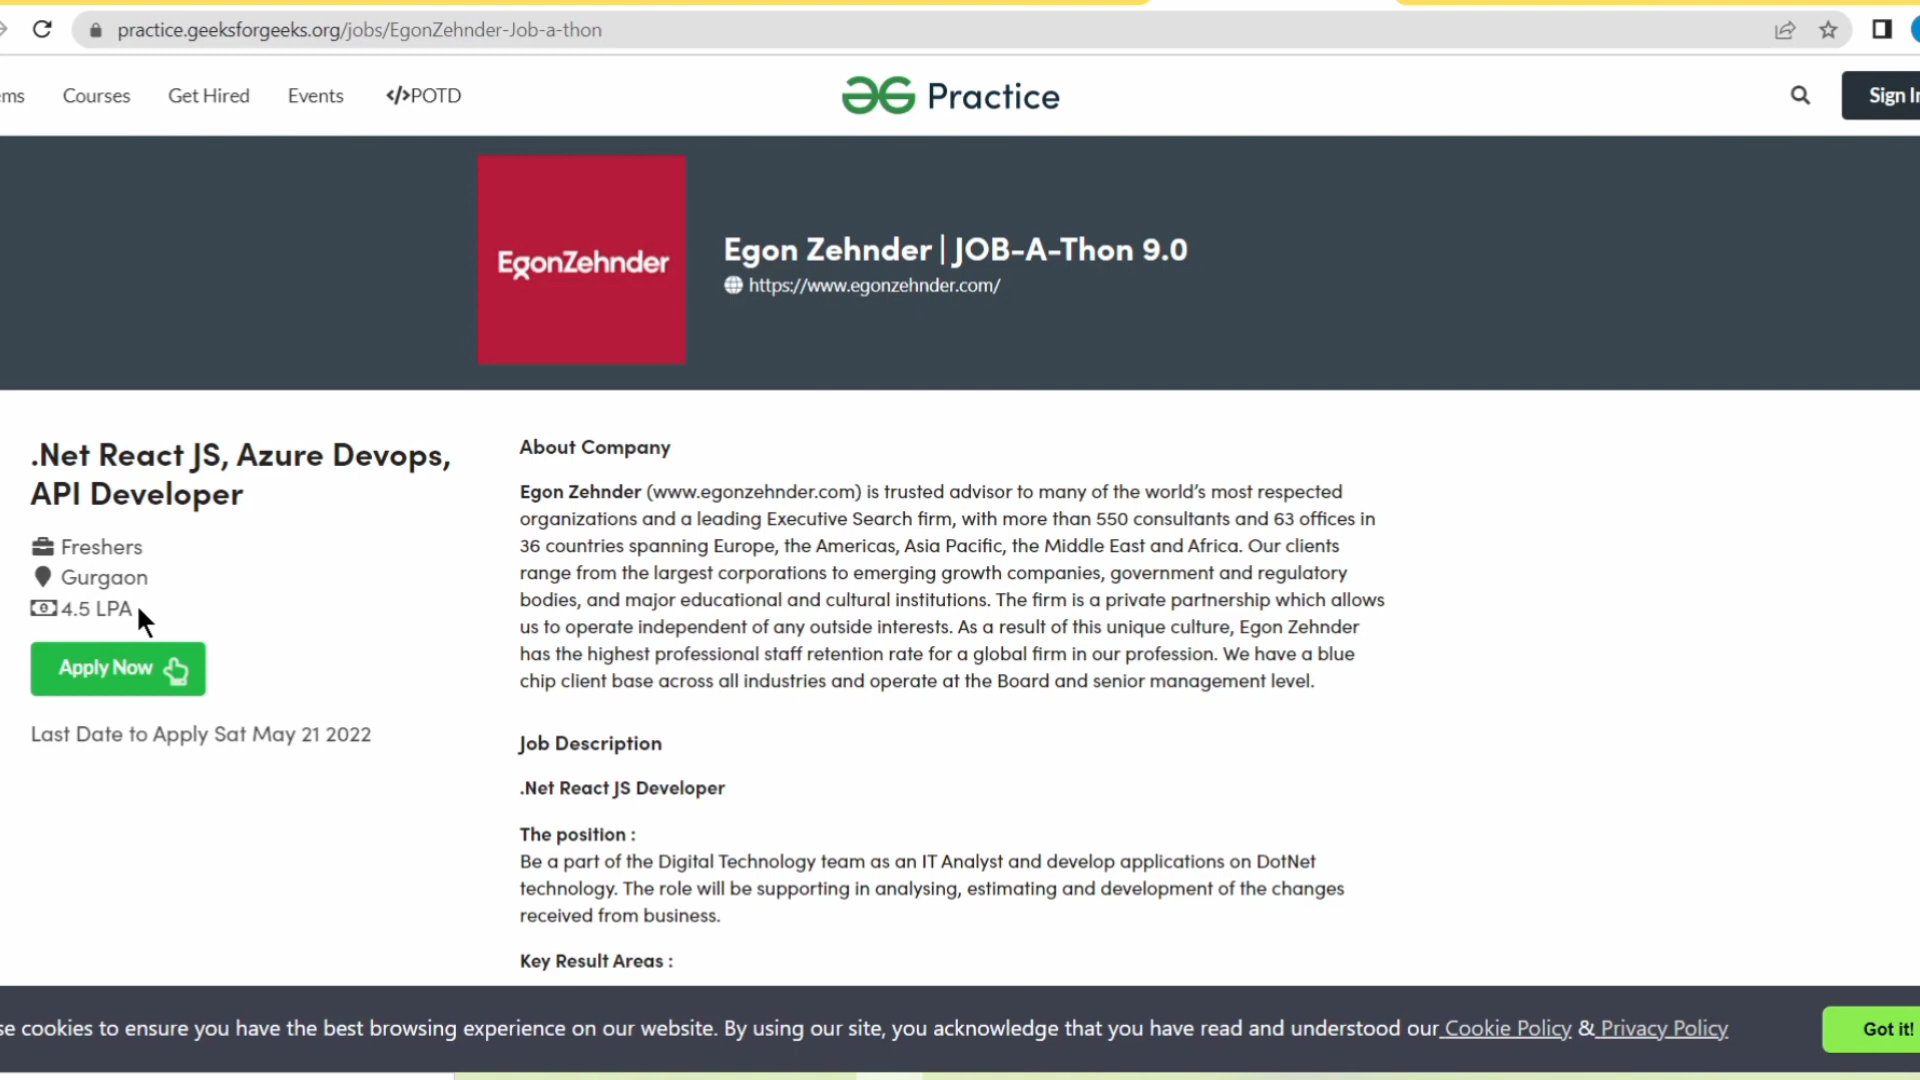 practice.geeksforgeeks.org/jobs/EgonZehnder-Job-a-thon
Courses Get Hired Events </>POTD
Practice
Sign
EgonZehnder
Egon Zehnder | JOB-A-Thon 9.0
https://www.egonzehnder.com/
.Net React JS, Azure Devops,
API Developer
Freshers
Gurgaon
4.5 LPA
Apply Now
Last Date to Apply Sat May 21 2022
About Company
Egon Zehnder (www.egonzehnder.com) is trusted advisor to many of the world’s most respected
organizations and a leading Executive Search firm, with more than 550 consultants and 63 offices in
36 countries spanning Europe, the Americas, Asia Pacific, the Middle East and Africa. Our clients
range from the largest corporations to emerging growth companies, government and regulatory
bodies, and major educational and cultural institutions. The firm is a private partnership which allows
us to operate independent of any outside interests. As a result of this unique culture, Egon Zehnder
has the highest professional staff retention rate for a global firm in our profession. We have a blue
chip client base across all industries and operate at the Board and senior management level.
Job Description
.Net React JS Developer
The position :
Be a part of the Digital Technology team as an IT Analyst and develop applications on DotNet
technology. The role will be supporting in analysing, estimating and development of the changes
received from business.
Key Result Areas :
cookies to ensure you have the best browsing experience on our website. By using our site, you acknowledge that you have read and understood our Cookie Policy & Privacy Policy
Got it!